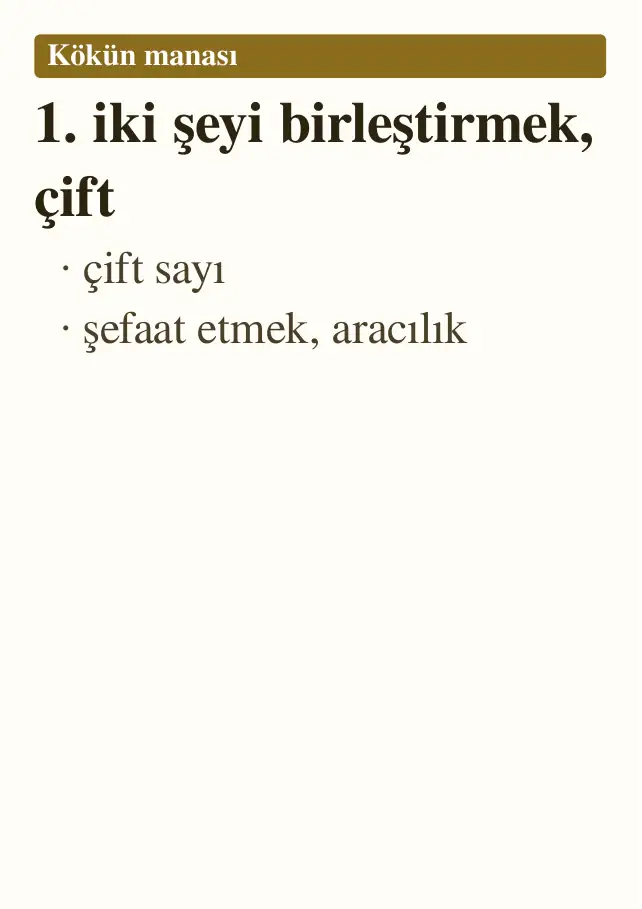 Kökün manası
1. iki şeyi birleştirmek,
çift
· çift sayı
· şefaat etmek, aracılık